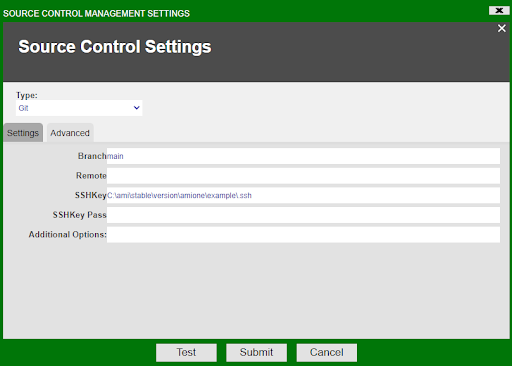 SOURCE CONTROL MANAGEMENT SETTINGS
Source Control Settings
Type:
Git
Settings Advanced
Branch main
Remote
SSHKey C:\ami\stable\version\amione\example\.ssh
SSHKey Pass
Additional Options:
Test Submit Cancel